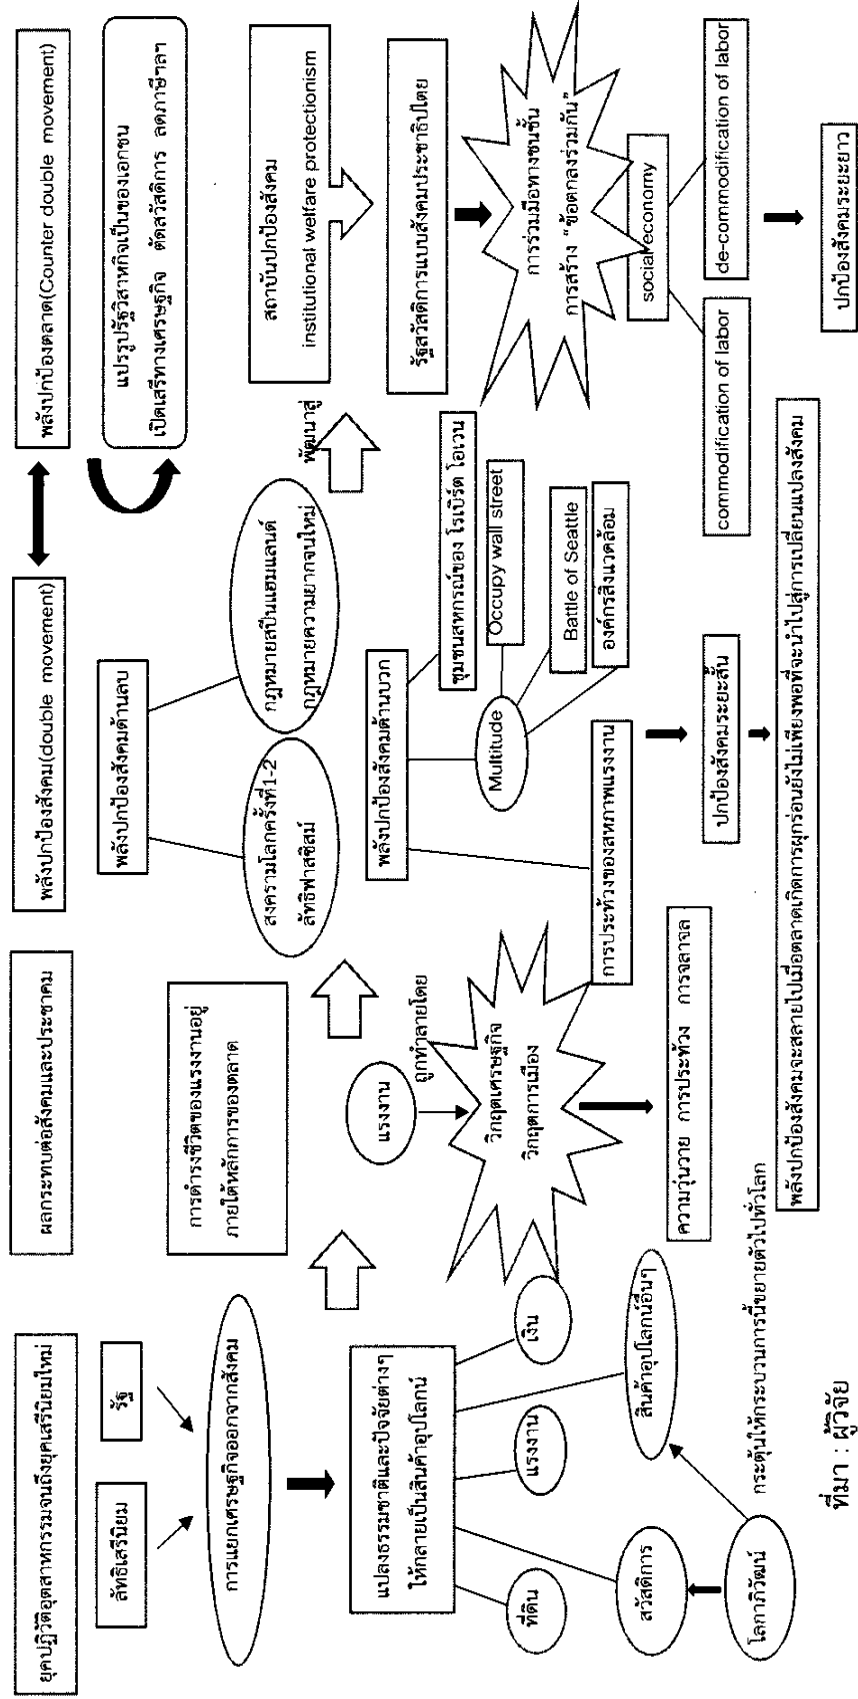 ยุคปฏิวัติอุตสาหกรรมจนถึงยุคเสรีนิยมใหม่
ผลกระทบต่อสังคมและประชาคม
พลังปกป้องสังคม(double movement)
พลังปกป้องตลาด(Counter double movement)
ลัทธิเสรีนิยม
รัฐ
การแยกเศรษฐกิจออกจากสังคม
แปลงธรรมชาติและปัจจัยต่างๆ
ให้กลายเป็นสินค้าอุปโลกน์
ที่ดิน
แรงงาน
เงิน
สวัสดิการ
สินค้าอุปโลกน์อื่นๆ
โลกาภิวัฒน์
กระตุ้นให้กระบวนการนี้ขยายตัวไปทั่วโลก
การดำรงชีวิตของแรงงานอยู่
ภายใต้หลักการของตลาด
แรงงาน
ถูกทำลายโดย
วิกฤตเศรษฐกิจ
วิกฤตการเมือง
ความวุ่นวาย การประท้วง การจลาจล
พลังปกป้องสังคมด้านลบ
สงครามโลกครั้งที่1-2
ลัทธิฟาสซิสม์
กฎหมายสปีนแฮมแลนด์
กฎหมายความยากจนใหม่
พลังปกป้องสังคมด้านบวก
การประท้วงของสหภาพแรงงาน
Multitude
ชุมชนสหกรณ์ของ โรเบิร์ต โอเวน
Occupy wall street
Battle of Seattle
องค์กรสิ่งแวดล้อม
ปกป้องสังคมระยะสั้น
พลังปกป้องสังคมจะสลายไปเมื่อตลาดเกิดการผุกร่อนยังไม่เพียงพอที่จะนำไปสู่การเปลี่ยนแปลงสังคม
พัฒนาสู่
แปรรูปรัฐวิสาหกิจเป็นของเอกชน
เปิดเสรีทางเศรษฐกิจ ตัดสวัสดิการ ลดภาษีฯลฯ
สถาบันปกป้องสังคม
institutional welfare protectionism
รัฐสวัสดิการแบบสังคมประชาธิปไตย
การร่วมมือทางชนชั้น
การสร้าง “ข้อตกลงร่วมกัน”
social economy
commodification of labor
de-commodification of labor
ปกป้องสังคมระยะยาว
ที่มา : ผู้วิจัย